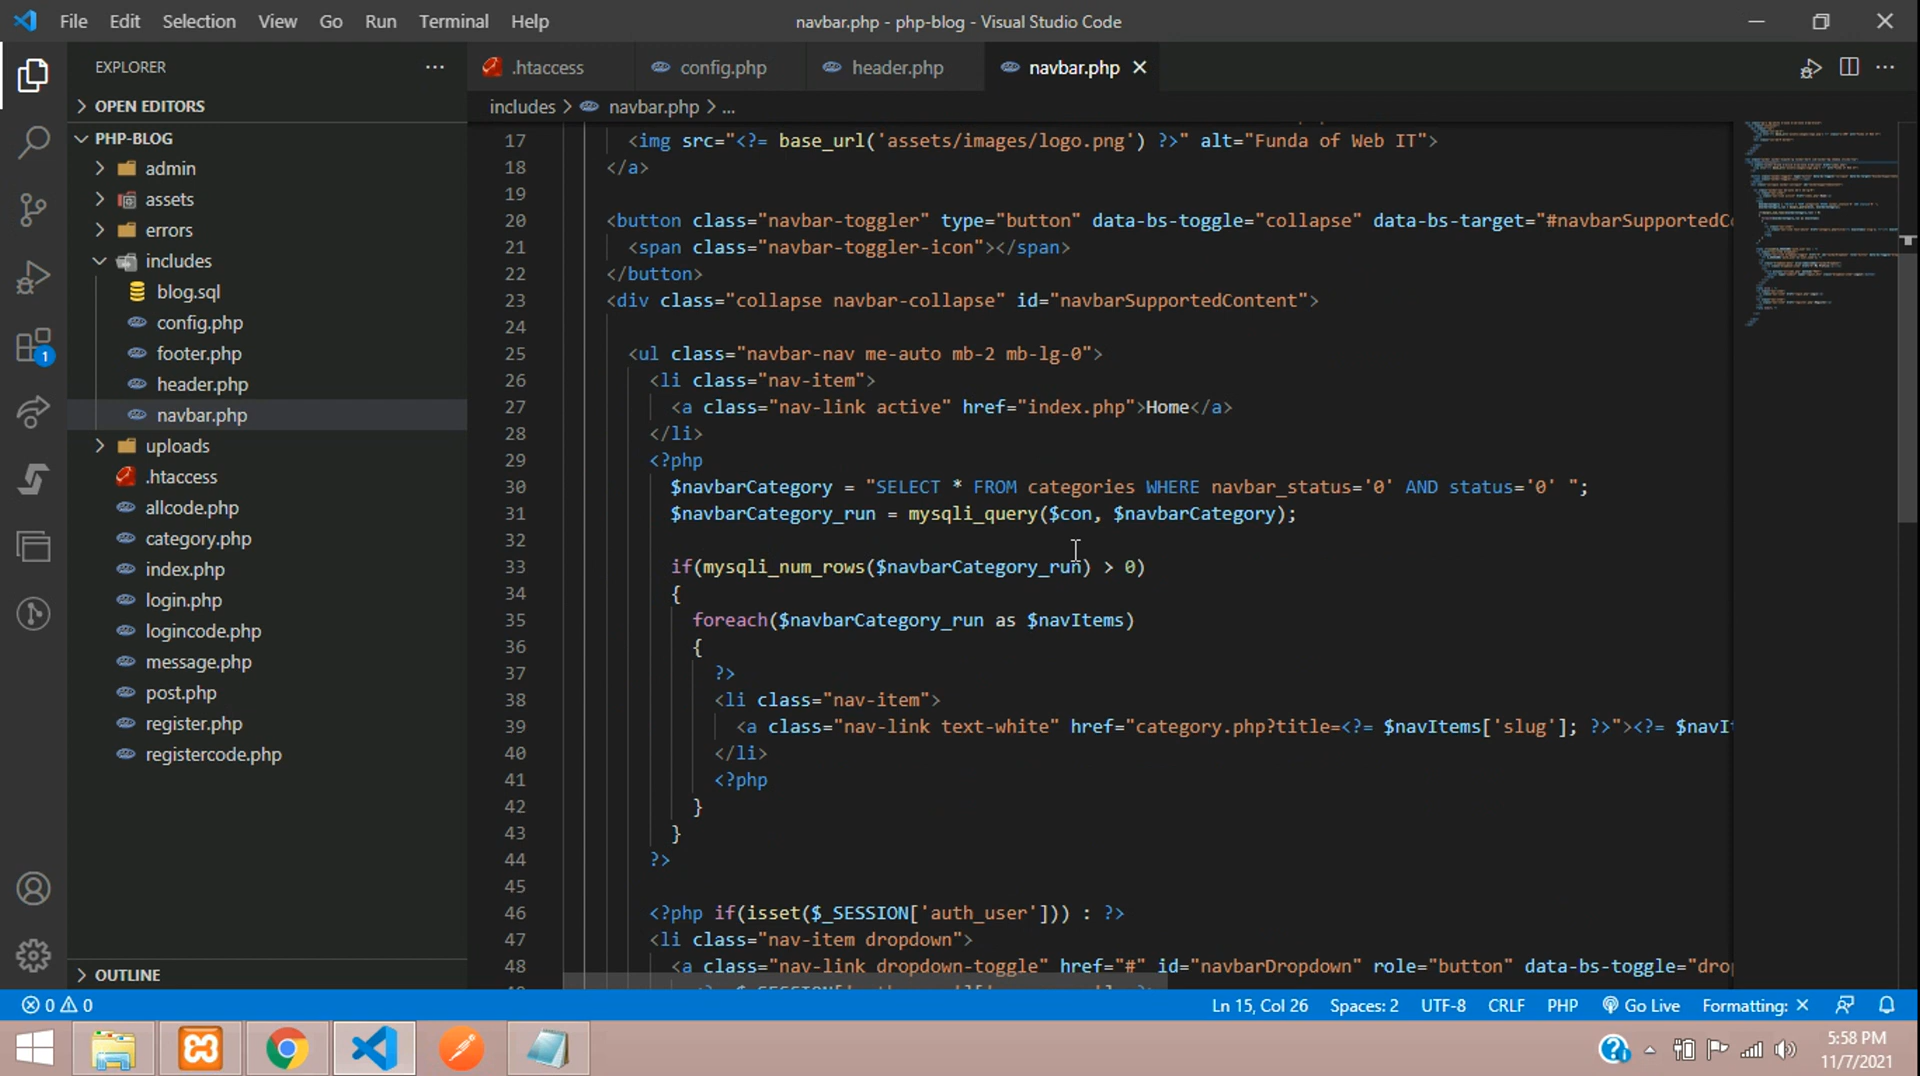 File Edit Selection View Go Run Terminal Help navbar.php - php-blog - Visual Studio Code
EXPLORER
.htaccess config.php header.php navbar.php
includes > navbar.php > ...
OPEN EDITORS
PHP-BLOG
admin
assets
errors
includes
blog.sql
config.php
footer.php
header.php
navbar.php
uploads
.htaccess
allcode.php
category.php
index.php
login.php
logincode.php
message.php
post.php
register.php
registercode.php
OUTLINE
1
17 <img src="<?= base_url('assets/images/logo.png') ?>" alt="Funda of Web IT">
18 </a>
19
20 <button class="navbar-toggler" type="button" data-bs-toggle="collapse" data-bs-target="#navbarSupportedCo
21 <span class="navbar-toggler-icon"></span>
22 </button>
23 <div class="collapse navbar-collapse" id="navbarSupportedContent">
24
25 <ul class="navbar-nav me-auto mb-2 mb-lg-0">
26 <li class="nav-item">
27 <a class="nav-link active" href="index.php">Home</a>
28 </li>
29 <?php
30 $navbarCategory = "SELECT * FROM categories WHERE navbar_status='0' AND status='0' ";
31 $navbarCategory_run = mysqli_query($con, $navbarCategory);
32
33 if(mysqli_num_rows($navbarCategory_run) > 0)
34 {
35 foreach($navbarCategory_run as $navItems)
36 {
37 ?>
38 <li class="nav-item">
39 <a class="nav-link text-white" href="category.php?title=<?= $navItems['slug']; ?>"><?= $navI
40 </li>
41 <?php
42 }
43 }
44 ?>
45
46 <?php if(isset($_SESSION['auth_user'])) : ?>
47 <li class="nav-item dropdown">
48 <a class="nav-link dropdown-toggle" href="#" id="navbarDropdown" role="button" data-bs-toggle="drop
0 0 Ln 15, Col 26 Spaces: 2 UTF-8 CRLF PHP Go Live Formatting: ×
5:58 PM
11/7/2021